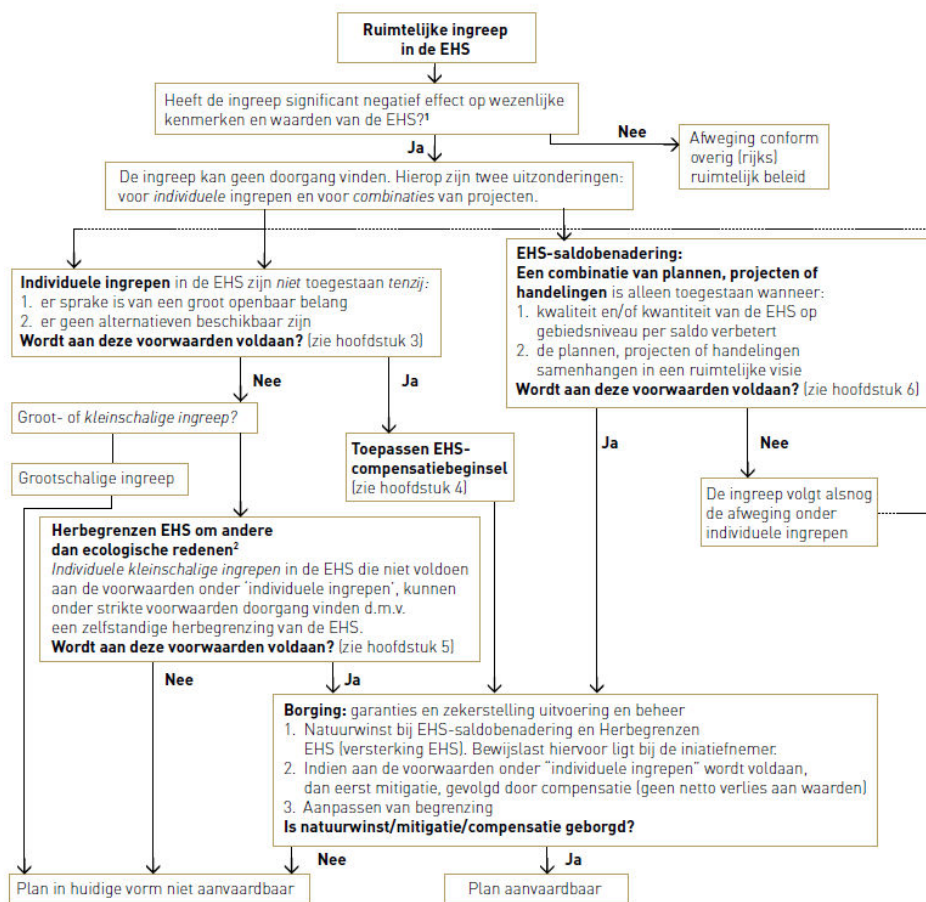 Ruimtelijke ingreep
in de EHS
Heeft de ingreep significant negatief effect op wezenlijke
kenmerken en waarden van de EHS?¹
Nee
Afweging conform
overig (rijks)
ruimtelijk beleid
Ja
De ingreep kan geen doorgang vinden. Hierop zijn twee uitzonderingen:
voor individuele ingrepen en voor combinaties van projecten.
Individuele ingrepen in de EHS zijn niet toegestaan tenzij:
1. er sprake is van een groot openbaar belang
2. er geen alternatieven beschikbaar zijn
Wordt aan deze voorwaarden voldaan? (zie hoofdstuk 3)
EHS-saldobenadering:
Een combinatie van plannen, projecten of
handelingen is alleen toegestaan wanneer:
1. kwaliteit en/of kwantiteit van de EHS op
gebiedsniveau per saldo verbetert
2. de plannen, projecten of handelingen
samenhangen in een ruimtelijke visie
Wordt aan deze voorwaarden voldaan? (zie hoofdstuk 6)
Nee
Ja
Groot- of kleinschalige ingreep?
Grootschalige ingreep
Toepassen EHS-
compensatiebeginsel
(zie hoofdstuk 4)
Ja
Nee
De ingreep volgt alsnog
de afweging onder
individuele ingrepen
Herbegrenzen EHS om andere
dan ecologische redenen²
Individuele kleinschalige ingrepen in de EHS die niet voldoen
aan de voorwaarden onder 'individuele ingrepen', kunnen
onder strikte voorwaarden doorgang vinden d.m.v.
een zelfstandige herbegrenzing van de EHS.
Wordt aan deze voorwaarden voldaan? (zie hoofdstuk 5)
Nee
Ja
Borging: garanties en zekerstelling uitvoering en beheer
1. Natuurwinst bij EHS-saldobenadering en Herbegrenzen
EHS (versterking EHS). Bewijslast hiervoor ligt bij de iniatiefnemer.
2. Indien aan de voorwaarden onder "individuele ingrepen" wordt voldaan,
dan eerst mitigatie, gevolgd door compensatie (geen netto verlies aan waarden)
3. Aanpassen van begrenzing
Is natuurwinst/mitigatie/compensatie geborgd?
Nee
Ja
Plan in huidige vorm niet aanvaardbaar
Plan aanvaardbaar